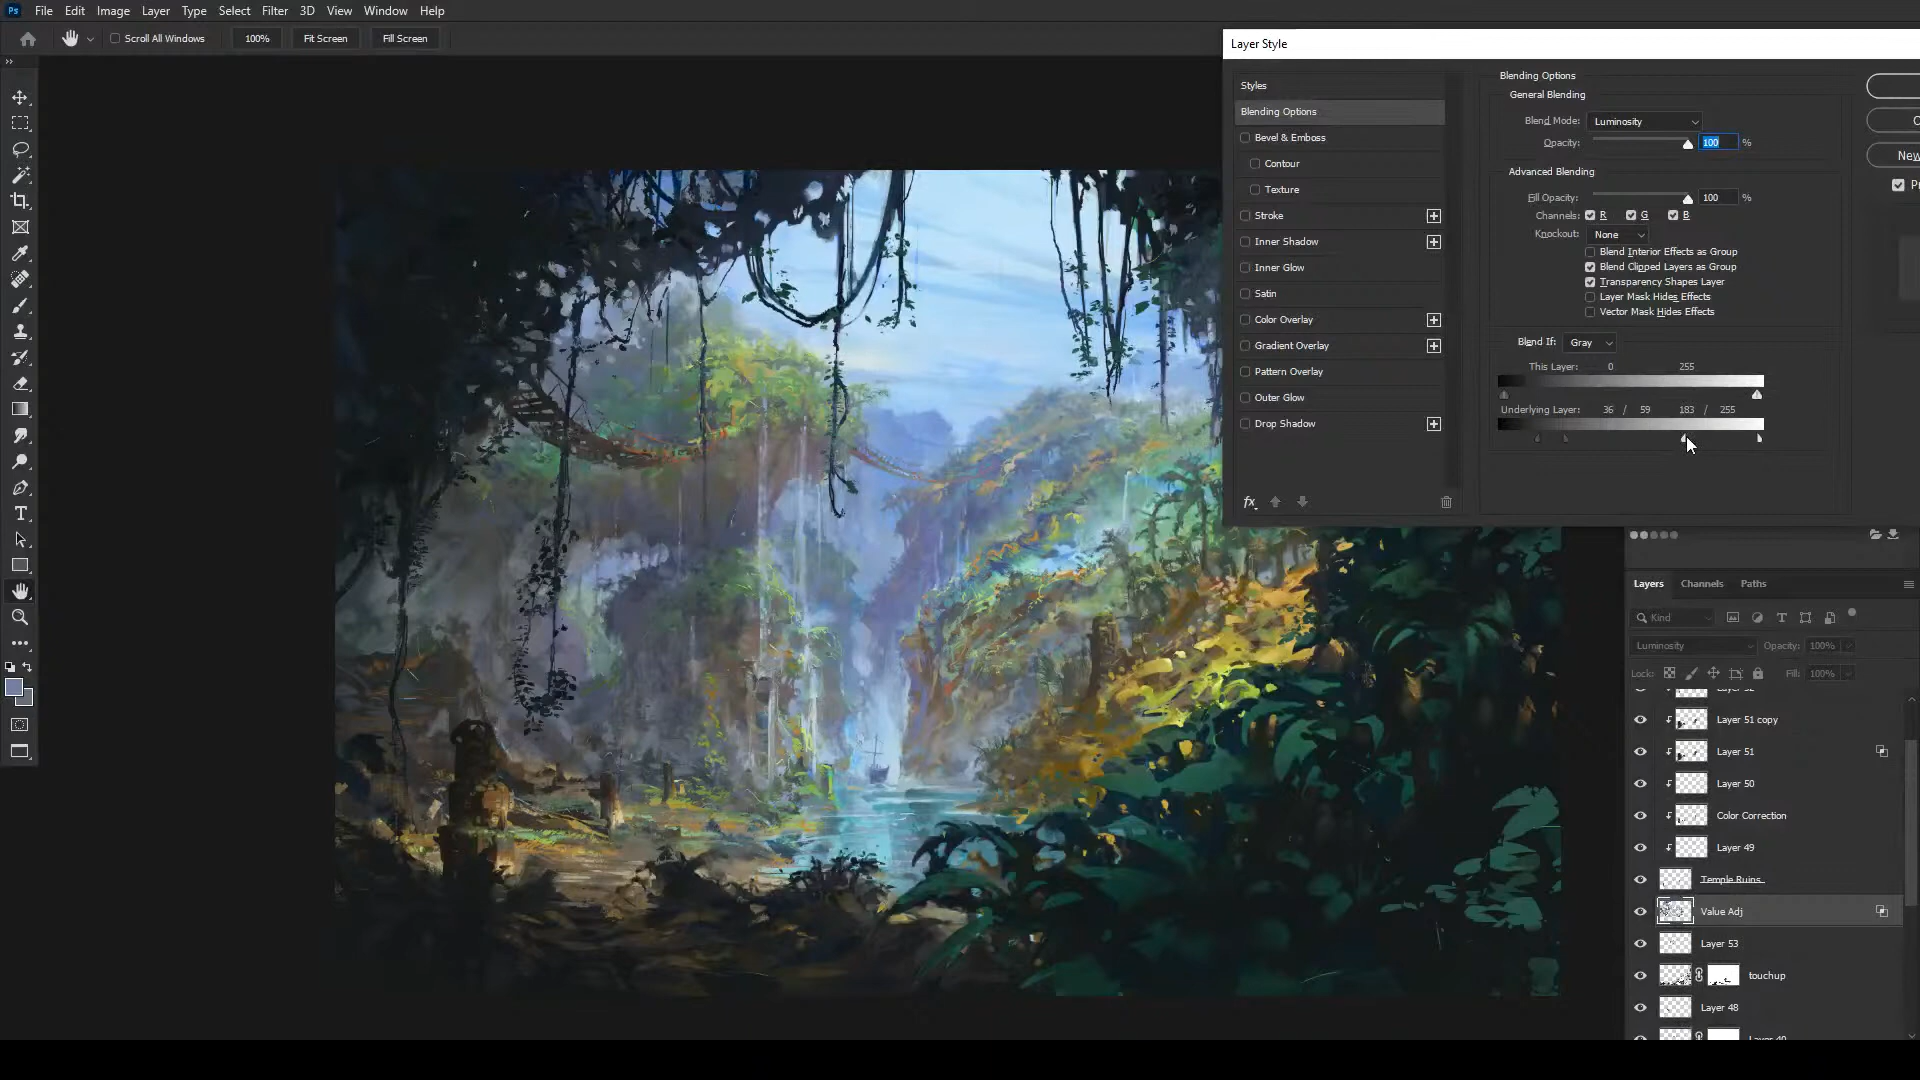 Ps File Edit Image Layer Type Select Filter 3D View Window Help
Scroll All Windows 100% Fit Screen Fill Screen
Layer Style
Styles
Blending Options
Bevel & Emboss
Contour
Texture
Stroke
Inner Shadow
Inner Glow
Satin
Color Overlay
Gradient Overlay
Pattern Overlay
Outer Glow
Drop Shadow
fx
Blending Options
General Blending
Blend Mode: Luminosity
Opacity: 100 %
Advanced Blending
Fill Opacity: 100 %
Channels: R G B
Knockout: None
Blend Interior Effects as Group
Blend Clipped Layers as Group
Transparency Shapes Layer
Layer Mask Hides Effects
Vector Mask Hides Effects
Blend If: Gray
This Layer: 0 255
Underlying Layer: 36 / 59 183 / 255
New
Layers Channels Paths
Kind
Luminosity Opacity: 100%
Lock: Fill: 100%
Layer 51 copy
Layer 51
Layer 50
Color Correction
Layer 49
Temple Ruins
Value Adj
Layer 53
touchup
Layer 48